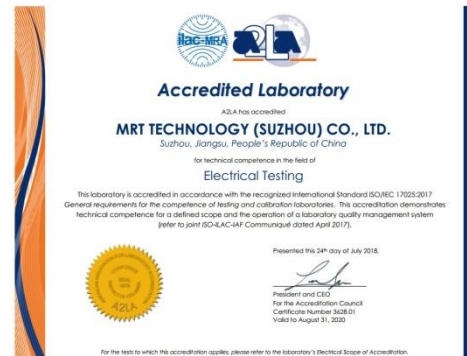 ilac-MRA
A2LA
Accredited Laboratory
A2LA has accredited
MRT TECHNOLOGY (SUZHOU) CO., LTD.
Suzhou, Jiangsu, People's Republic of China
for technical competence in the field of
Electrical Testing
This laboratory is accredited in accordance with the recognized International Standard ISO/IEC 17025:2017
General requirements for the competence of testing and calibration laboratories. This accreditation demonstrates
technical competence for a defined scope and the operation of a laboratory quality management system
(refer to joint ISO-ILAC-IAF Communiqué dated April 2017).
Presented this 24th day of July 2018.
President and CEO
For the Accreditation Council
Certificate Number 3628.01
Valid to August 31, 2020
CORPORATE
SEAL
1978
A2LA
For the tests to which this accreditation applies, please refer to the laboratory's Electrical Scope of Accreditation.